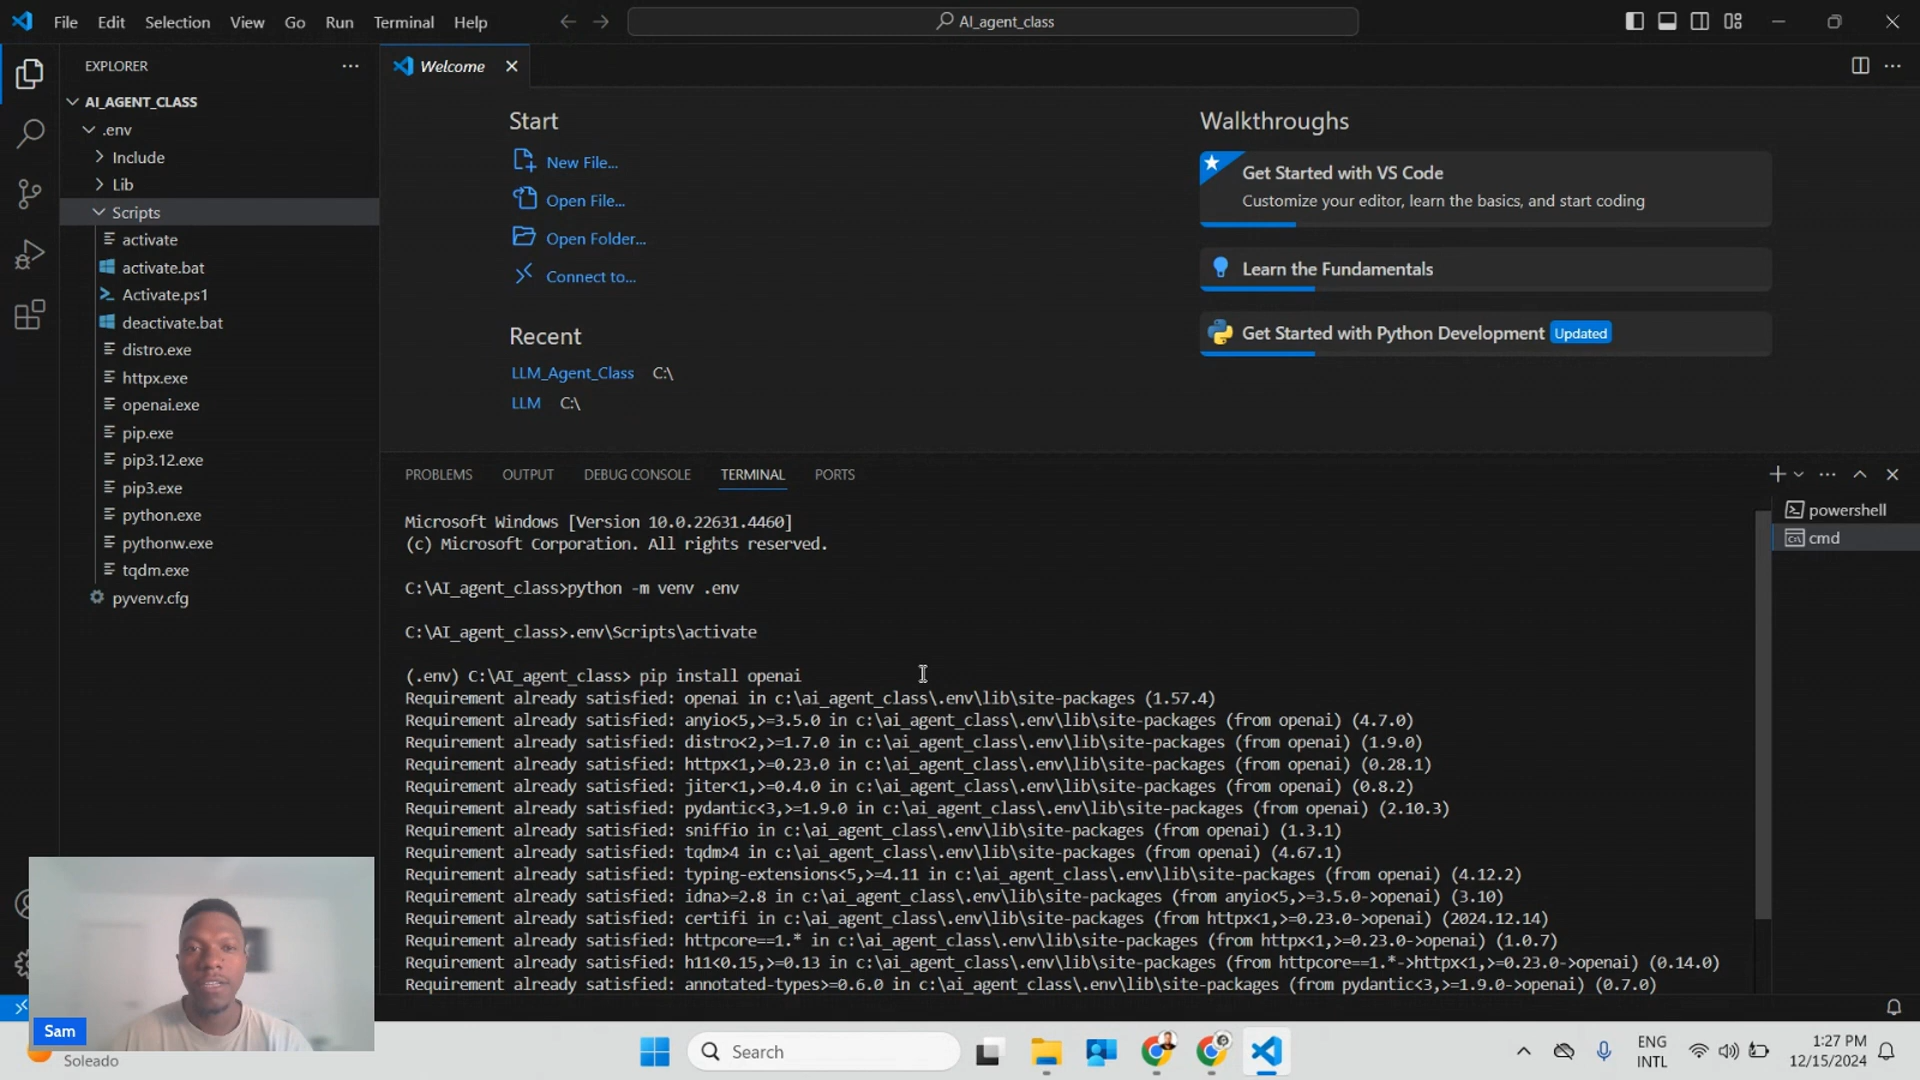 File Edit Selection View Go Run Terminal Help
AI_agent_class
EXPLORER
AI_AGENT_CLASS
.env
Include
Lib
Scripts
activate
activate.bat
Activate.ps1
deactivate.bat
distro.exe
httpx.exe
openai.exe
pip.exe
pip3.12.exe
pip3.exe
python.exe
pythonw.exe
tqdm.exe
pyvenv.cfg
Welcome
Start
New File...
Open File...
Open Folder...
Connect to...
Recent
LLM_Agent_Class C:\
LLM C:\
Walkthroughs
Get Started with VS Code
Customize your editor, learn the basics, and start coding
Learn the Fundamentals
Get Started with Python Development Updated
PROBLEMS OUTPUT DEBUG CONSOLE TERMINAL PORTS
powershell
cmd
Microsoft Windows [Version 10.0.22631.4460]
(c) Microsoft Corporation. All rights reserved.
C:\AI_agent_class>python -m venv .env
C:\AI_agent_class>.env\Scripts\activate
(.env) C:\AI_agent_class> pip install openai
Requirement already satisfied: openai in c:\ai_agent_class\.env\lib\site-packages (1.57.4)
Requirement already satisfied: anyio<5,>=3.5.0 in c:\ai_agent_class\.env\lib\site-packages (from openai) (4.7.0)
Requirement already satisfied: distro<2,>=1.7.0 in c:\ai_agent_class\.env\lib\site-packages (from openai) (1.9.0)
Requirement already satisfied: httpx<1,>=0.23.0 in c:\ai_agent_class\.env\lib\site-packages (from openai) (0.28.1)
Requirement already satisfied: jiter<1,>=0.4.0 in c:\ai_agent_class\.env\lib\site-packages (from openai) (0.8.2)
Requirement already satisfied: pydantic<3,>=1.9.0 in c:\ai_agent_class\.env\lib\site-packages (from openai) (2.10.3)
Requirement already satisfied: sniffio in c:\ai_agent_class\.env\lib\site-packages (from openai) (1.3.1)
Requirement already satisfied: tqdm>4 in c:\ai_agent_class\.env\lib\site-packages (from openai) (4.67.1)
Requirement already satisfied: typing-extensions<5,>=4.11 in c:\ai_agent_class\.env\lib\site-packages (from openai) (4.12.2)
Requirement already satisfied: idna>=2.8 in c:\ai_agent_class\.env\lib\site-packages (from anyio<5,>=3.5.0->openai) (3.10)
Requirement already satisfied: certifi in c:\ai_agent_class\.env\lib\site-packages (from httpx<1,>=0.23.0->openai) (2024.12.14)
Requirement already satisfied: httpcore==1.* in c:\ai_agent_class\.env\lib\site-packages (from httpx<1,>=0.23.0->openai) (1.0.7)
Requirement already satisfied: h11<0.15,>=0.13 in c:\ai_agent_class\.env\lib\site-packages (from httpcore==1.*->httpx<1,>=0.23.0->openai) (0.14.0)
Requirement already satisfied: annotated-types>=0.6.0 in c:\ai_agent_class\.env\lib\site-packages (from pydantic<3,>=1.9.0->openai) (0.7.0)
Sam
Soleado
Search
ENG
INTL
1:27 PM
12/15/2024